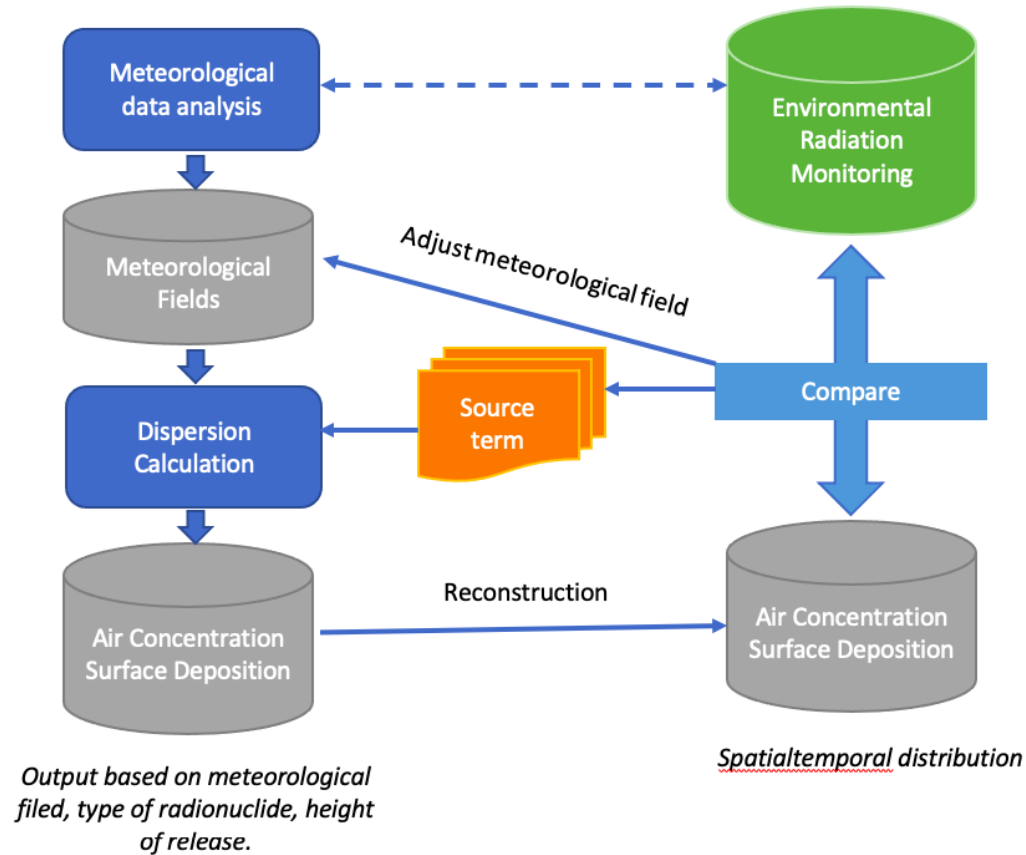 Meteorological
data analysis
Environmental
Radiation
Monitoring
Adjust meteorological field
Meteorological
Fields
Compare
Source
term
Dispersion
Calculation
Reconstruction
Air Concentration
Surface Deposition
Air Concentration
Surface Deposition
Output based on meteorological
filed, type of radionuclide, height
of release.
Spatialtemporal distribution